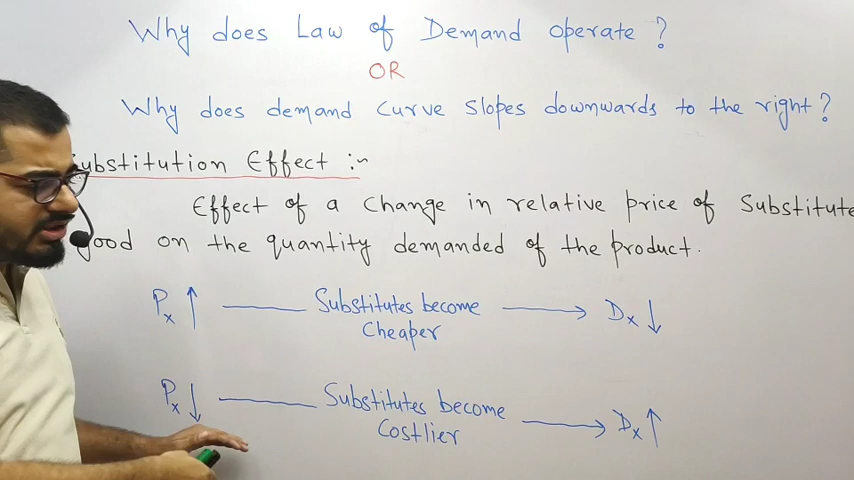 Why does Law of Demand operate ?
OR
Why does demand curve slopes downwards to the right ?
ubstitution Effect :~
Effect of a change in relative price of Substitute
good on the quantity demanded of the product.
Px ↑ —— Substitutes become Cheaper ——> Dx ↓
Px ↓ —— Substitutes become Costlier ——> Dx ↑